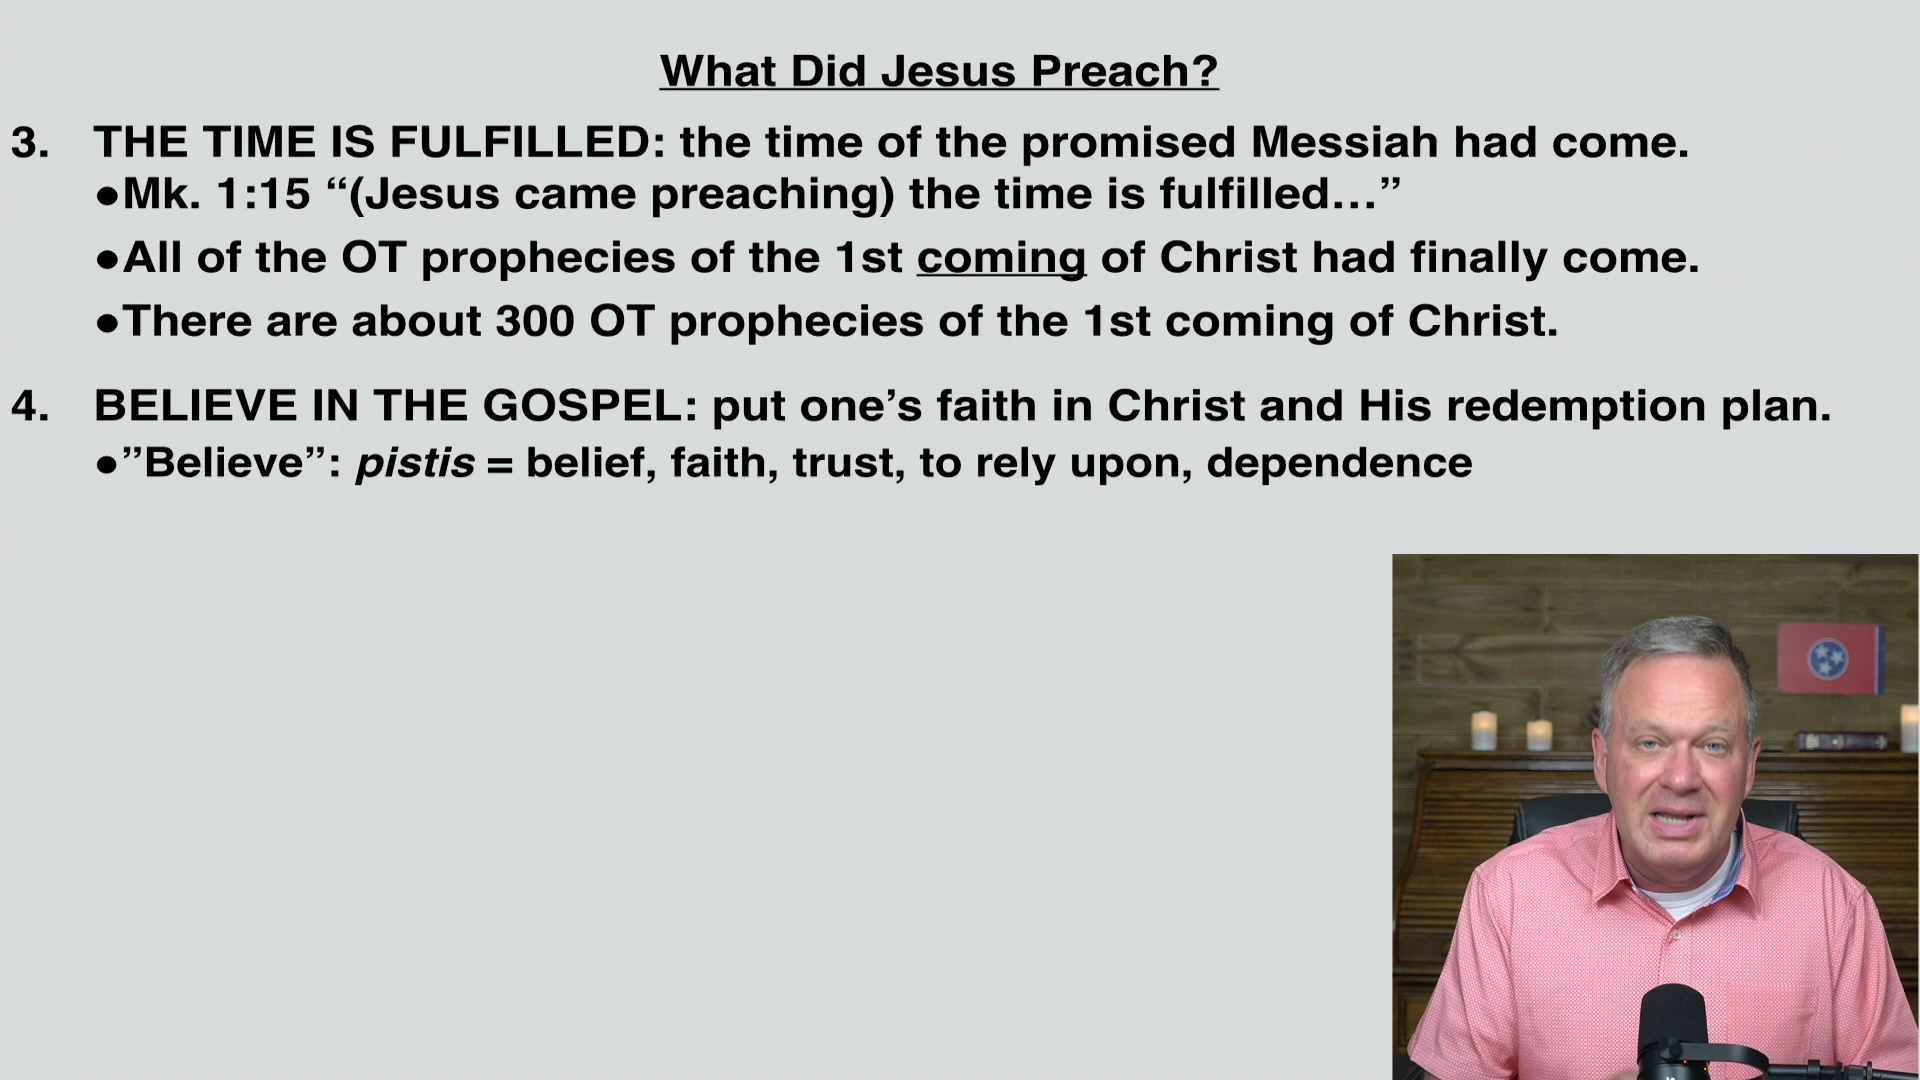 What Did Jesus Preach?
3. THE TIME IS FULFILLED: the time of the promised Messiah had come.
●Mk. 1:15 “(Jesus came preaching) the time is fulfilled…”
●All of the OT prophecies of the 1st coming of Christ had finally come.
●There are about 300 OT prophecies of the 1st coming of Christ.
4. BELIEVE IN THE GOSPEL: put one’s faith in Christ and His redemption plan.
●”Believe”: pistis = belief, faith, trust, to rely upon, dependence